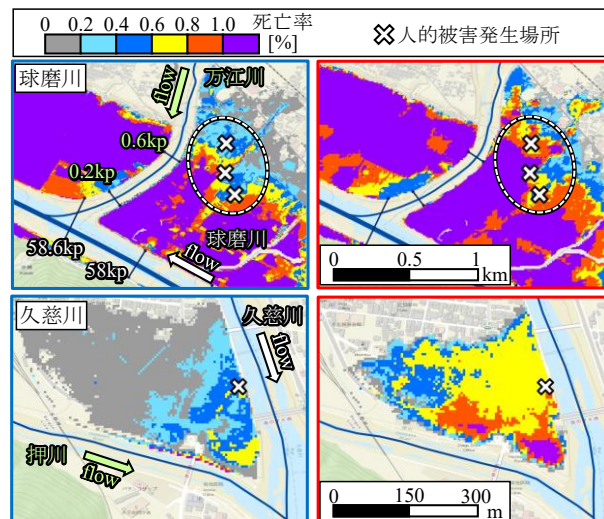 0 0.2 0.4 0.6 0.8 1.0 死亡率
[%]
人的被害発生場所
球磨川
flow
万江川
0.6kp
0.2kp
58.6kp
58kp
球磨川
flow
0 0.5 1
km
久慈川
久慈川
flow
押川
flow
0 150 300
m